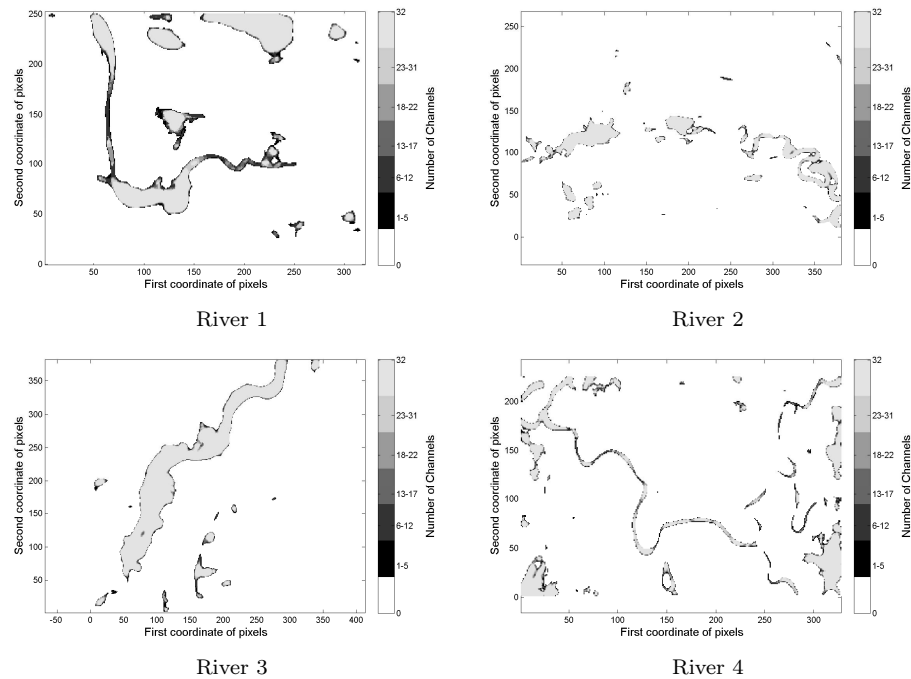 250
200
150
100
50
0
50 100 150 200 250 300
First coordinate of pixels
Second coordinate of pixels
32
23-31
18-22
13-17
6-12
1-5
0
Number of Channels
River 1
250
200
150
100
50
0
50 100 150 200 250 300 350
First coordinate of pixels
Second coordinate of pixels
32
23-31
18-22
13-17
6-12
1-5
0
Number of Channels
River 2
350
300
250
200
150
100
50
-50 0 50 100 150 200 250 300 350 400
First coordinate of pixels
Second coordinate of pixels
32
23-31
18-22
13-17
6-12
1-5
0
Number of Channels
River 3
200
150
100
50
0
50 100 150 200 250 300
First coordinate of pixels
Second coordinate of pixels
32
23-31
18-22
13-17
6-12
1-5
0
Number of Channels
River 4